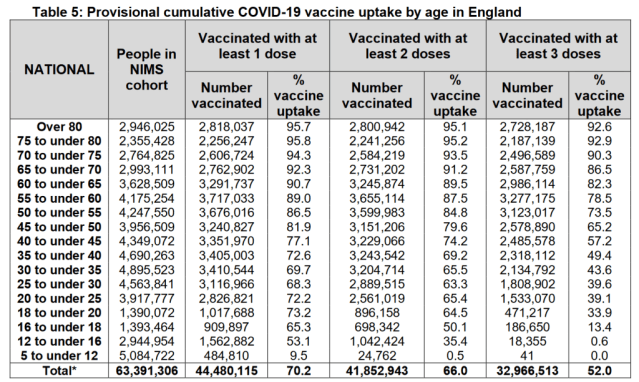 Table 5: Provisional cumulative COVID-19 vaccine uptake by age in England
NATIONAL | People in NIMS cohort | Vaccinated with at least 1 dose | Vaccinated with at least 2 doses | Vaccinated with at least 3 doses
Number vaccinated | % vaccine uptake | Number vaccinated | % vaccine uptake | Number vaccinated | % vaccine uptake
Over 80 | 2,946,025 | 2,818,037 | 95.7 | 2,800,942 | 95.1 | 2,728,187 | 92.6
75 to under 80 | 2,355,428 | 2,256,247 | 95.8 | 2,241,256 | 95.2 | 2,187,139 | 92.9
70 to under 75 | 2,764,825 | 2,606,724 | 94.3 | 2,584,219 | 93.5 | 2,496,589 | 90.3
65 to under 70 | 2,993,111 | 2,762,902 | 92.3 | 2,731,202 | 91.2 | 2,587,759 | 86.5
60 to under 65 | 3,628,509 | 3,291,737 | 90.7 | 3,245,874 | 89.5 | 2,986,114 | 82.3
55 to under 60 | 4,175,254 | 3,717,033 | 89.0 | 3,655,114 | 87.5 | 3,277,175 | 78.5
50 to under 55 | 4,247,550 | 3,676,016 | 86.5 | 3,599,983 | 84.8 | 3,123,017 | 73.5
45 to under 50 | 3,956,509 | 3,240,827 | 81.9 | 3,151,206 | 79.6 | 2,578,890 | 65.2
40 to under 45 | 4,349,072 | 3,351,970 | 77.1 | 3,229,066 | 74.2 | 2,485,578 | 57.2
35 to under 40 | 4,690,263 | 3,405,003 | 72.6 | 3,243,542 | 69.2 | 2,318,112 | 49.4
30 to under 35 | 4,895,523 | 3,410,544 | 69.7 | 3,204,714 | 65.5 | 2,134,792 | 43.6
25 to under 30 | 4,563,841 | 3,116,966 | 68.3 | 2,889,515 | 63.3 | 1,808,902 | 39.6
20 to under 25 | 3,917,777 | 2,826,821 | 72.2 | 2,561,019 | 65.4 | 1,533,070 | 39.1
18 to under 20 | 1,390,072 | 1,017,688 | 73.2 | 896,158 | 64.5 | 471,217 | 33.9
16 to under 18 | 1,393,464 | 909,897 | 65.3 | 698,342 | 50.1 | 186,650 | 13.4
12 to under 16 | 2,944,954 | 1,562,882 | 53.1 | 1,042,424 | 35.4 | 18,355 | 0.6
5 to under 12 | 5,084,722 | 484,810 | 9.5 | 24,762 | 0.5 | 41 | 0.0
Total* | 63,391,306 | 44,480,115 | 70.2 | 41,852,943 | 66.0 | 32,966,513 | 52.0